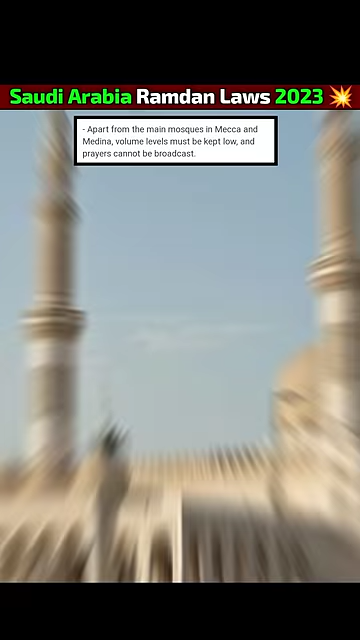 Saudi Arabia Ramdan Laws 2023 💥
- Apart from the main mosques in Mecca and
Medina, volume levels must be kept low, and
prayers cannot be broadcast.